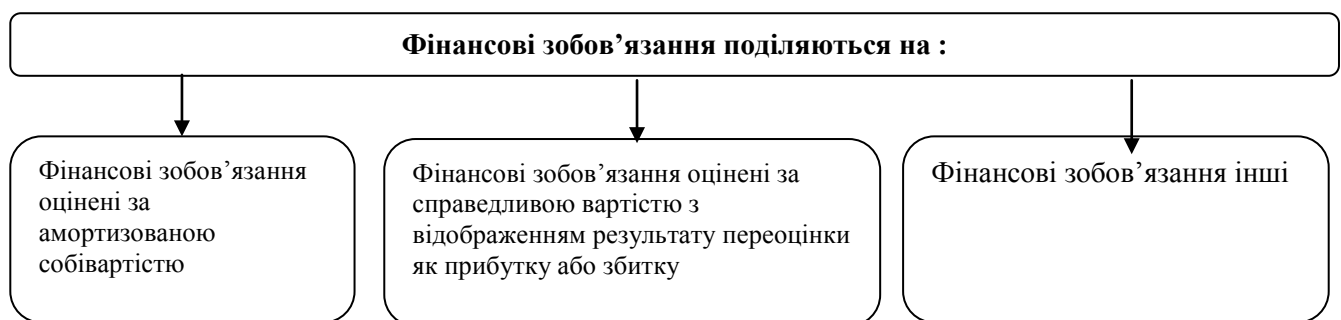 Фінансові зобов’язання поділяються на :
Фінансові зобов’язання
оцінені за
амортизованою
собівартістю
Фінансові зобов’язання оцінені за
справедливою вартістю з
відображенням результату переоцінки
як прибутку або збитку
Фінансові зобов’язання інші